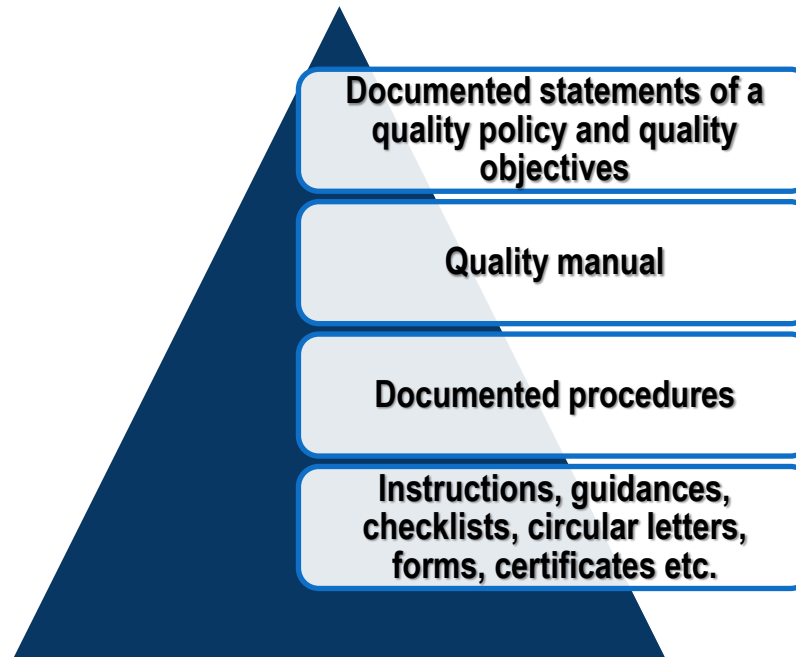 Documented statements of a
quality policy and quality
objectives
Quality manual
Documented procedures
Instructions, guidances,
checklists, circular letters,
forms, certificates etc.